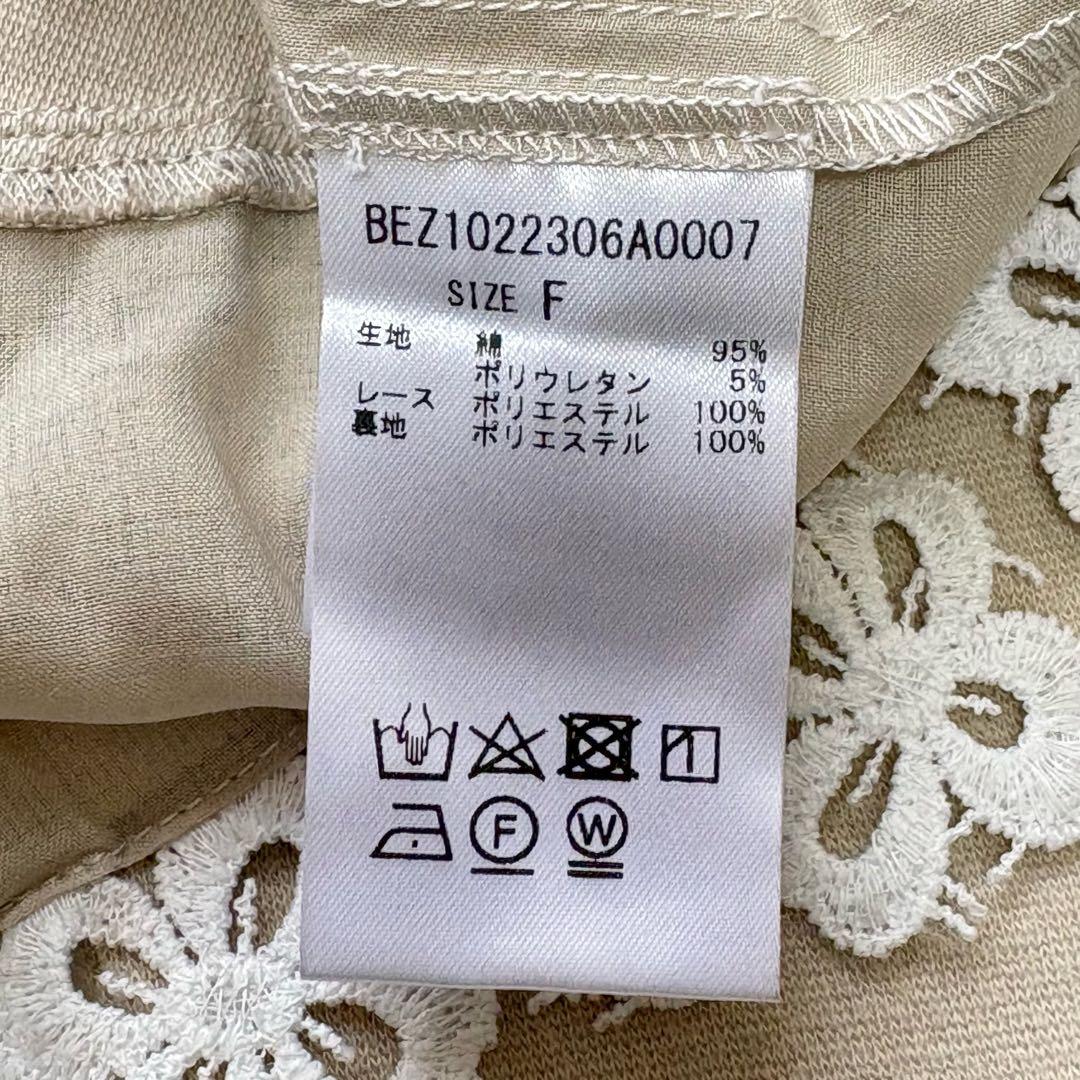 BEZ1022306A0007
SIZE F
生地 綿 95%
ポリウレタン 5%
レース ポリエステル 100%
裏地 ポリエステル 100%
F W